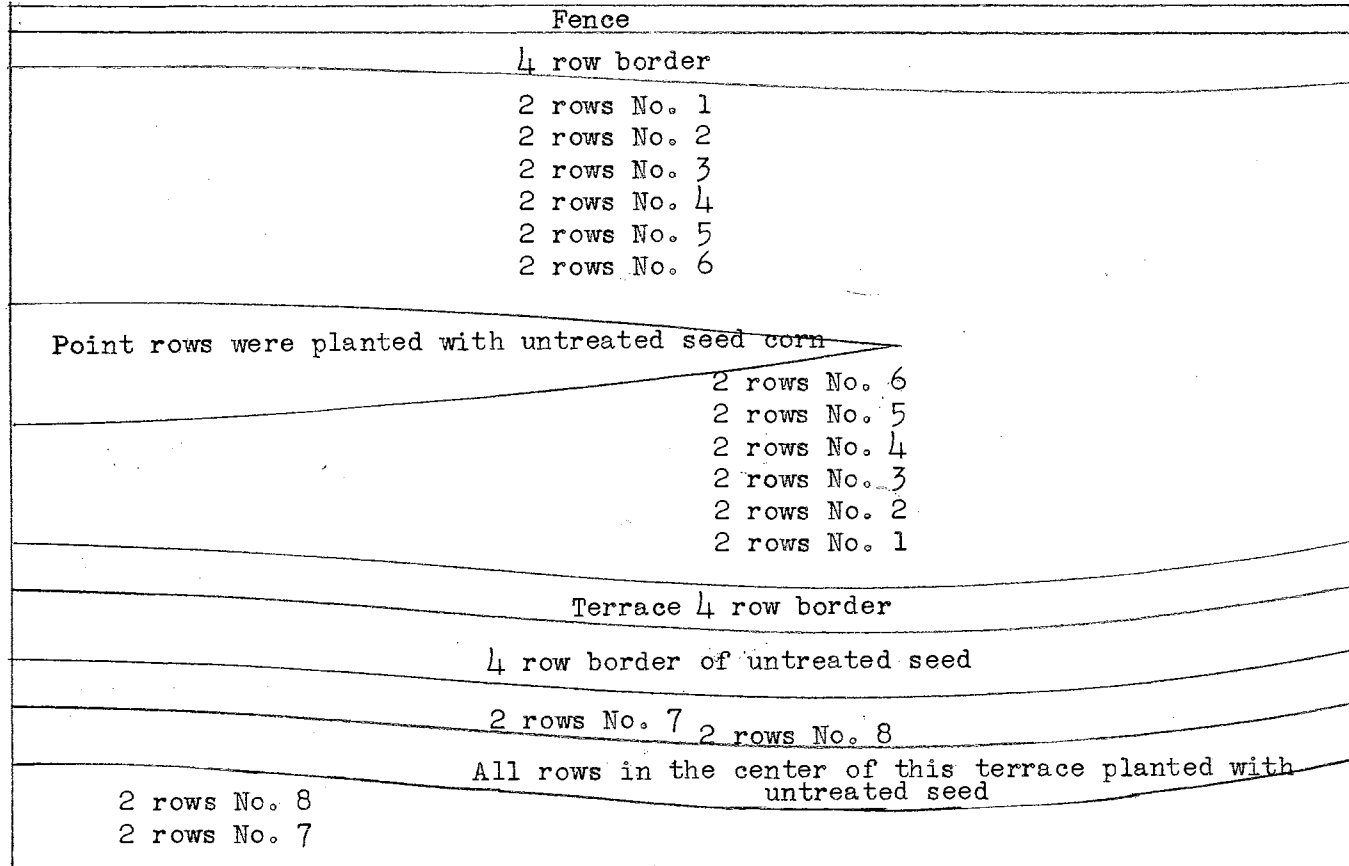 Fence
4 row border
2 rows No. 1
2 rows No. 2
2 rows No. 3
2 rows No. 4
2 rows No. 5
2 rows No. 6
Point rows were planted with untreated seed corn
2 rows No. 6
2 rows No. 5
2 rows No. 4
2 rows No. 3
2 rows No. 2
2 rows No. 1
Terrace 4 row border
4 row border of untreated seed
2 rows No. 7
2 rows No. 8
All rows in the center of this terrace planted with
untreated seed
2 rows No. 8
2 rows No. 7